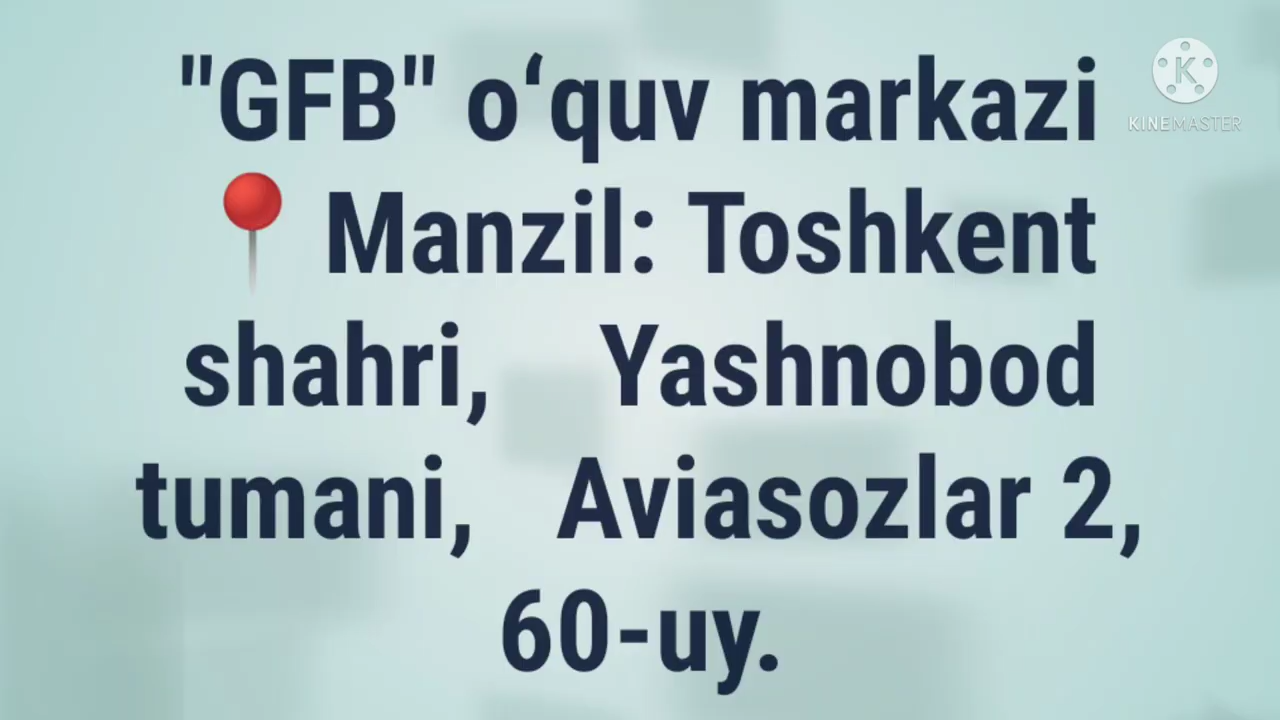 "GFB" o‘quv markazi
📍 Manzil: Toshkent
shahri, Yashnobod
tumani, Aviasozlar 2,
60-uy.
K
KINEMASTER